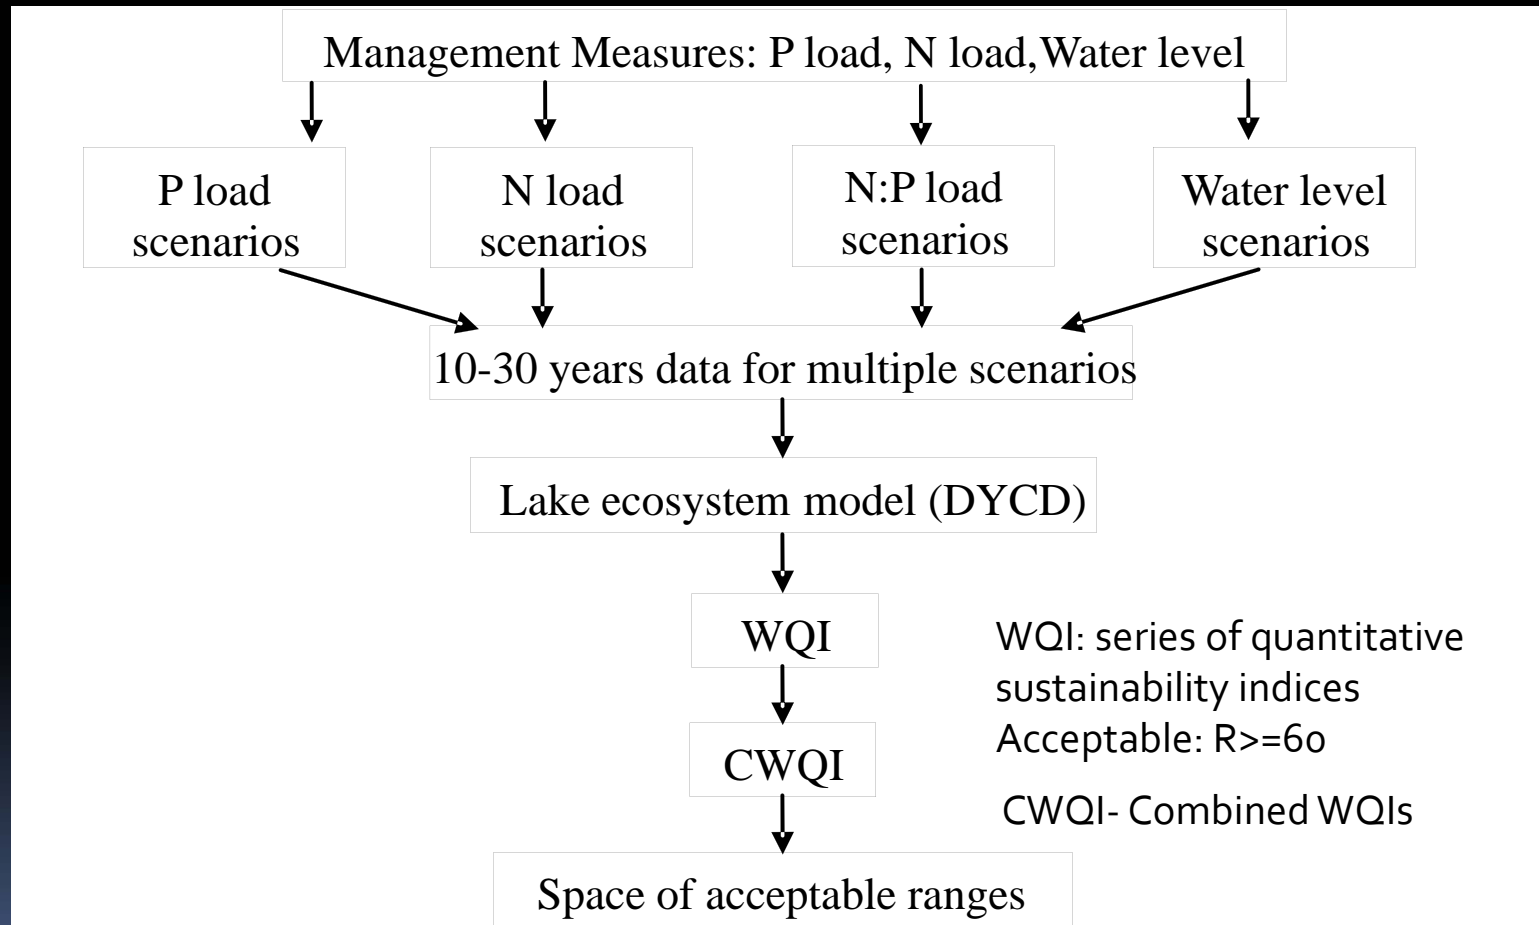 Management Measures: P load, N load,Water level
P load
scenarios
N load
scenarios
N:P load
scenarios
Water level
scenarios
10-30 years data for multiple scenarios
Lake ecosystem model (DYCD)
WQI
WQI: series of quantitative
sustainability indices
Acceptable: R>=60
CWQI
CWQI- Combined WQIs
Space of acceptable ranges